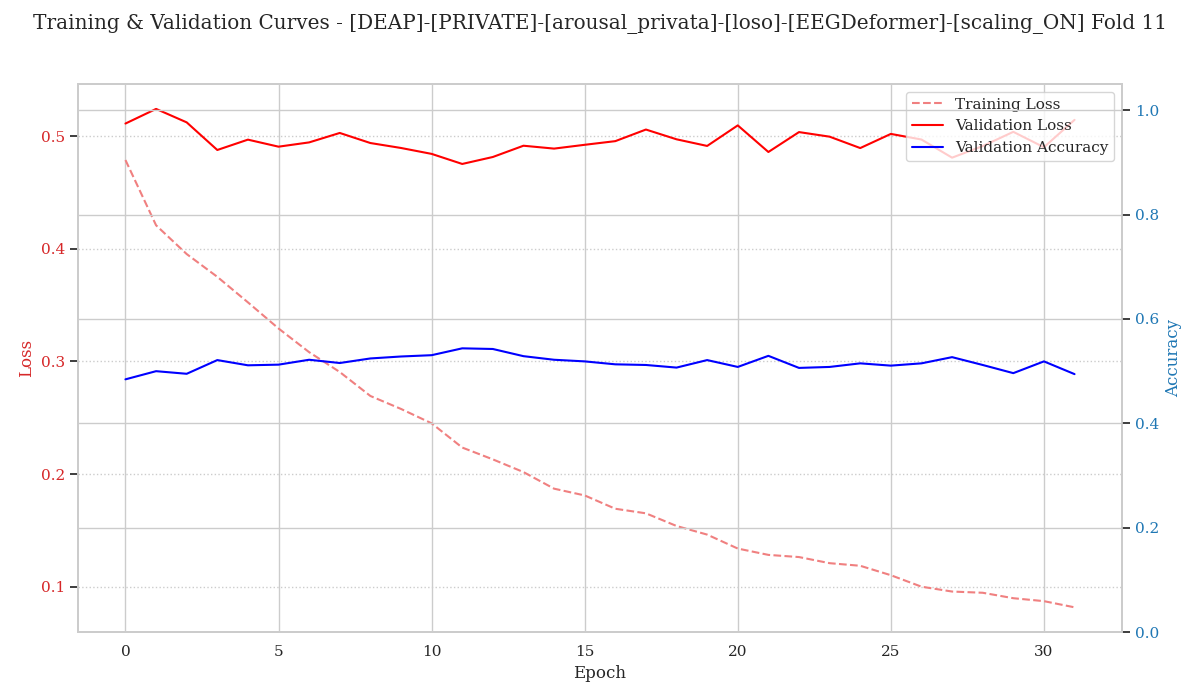 Training & Validation Curves - [DEAP]-[PRIVATE]-[arousal_privata]-[loso]-[EEGDeformer]-[scaling_ON] Fold 11
Training Loss
Validation Loss
Validation Accuracy
0.5
0.4
0.3
0.2
0.1
Loss
1.0
0.8
0.6
0.4
0.2
0.0
Accuracy
0
5
10
15
20
25
30
Epoch